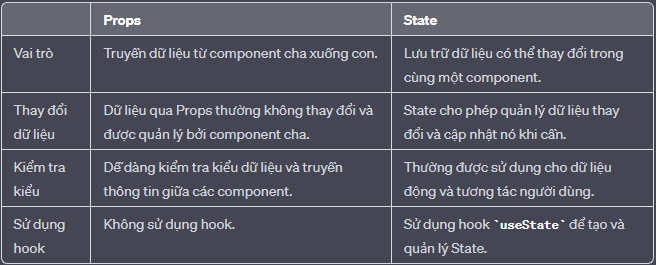 Props State
Vai trò Truyền dữ liệu từ component cha xuống con. Lưu trữ dữ liệu có thể thay đổi trong
cùng một component.
Thay đổi Dữ liệu qua Props thường không thay đổi và State cho phép quản lý dữ liệu thay
dữ liệu được quản lý bởi component cha. đổi và cập nhật nó khi cần.
Kiểm tra Dễ dàng kiểm tra kiểu dữ liệu và truyền Thường được sử dụng cho dữ liệu
kiểu thông tin giữa các component. động và tương tác người dùng.
Sử dụng Không sử dụng hook. Sử dụng hook `useState` để tạo và
hook quản lý State.